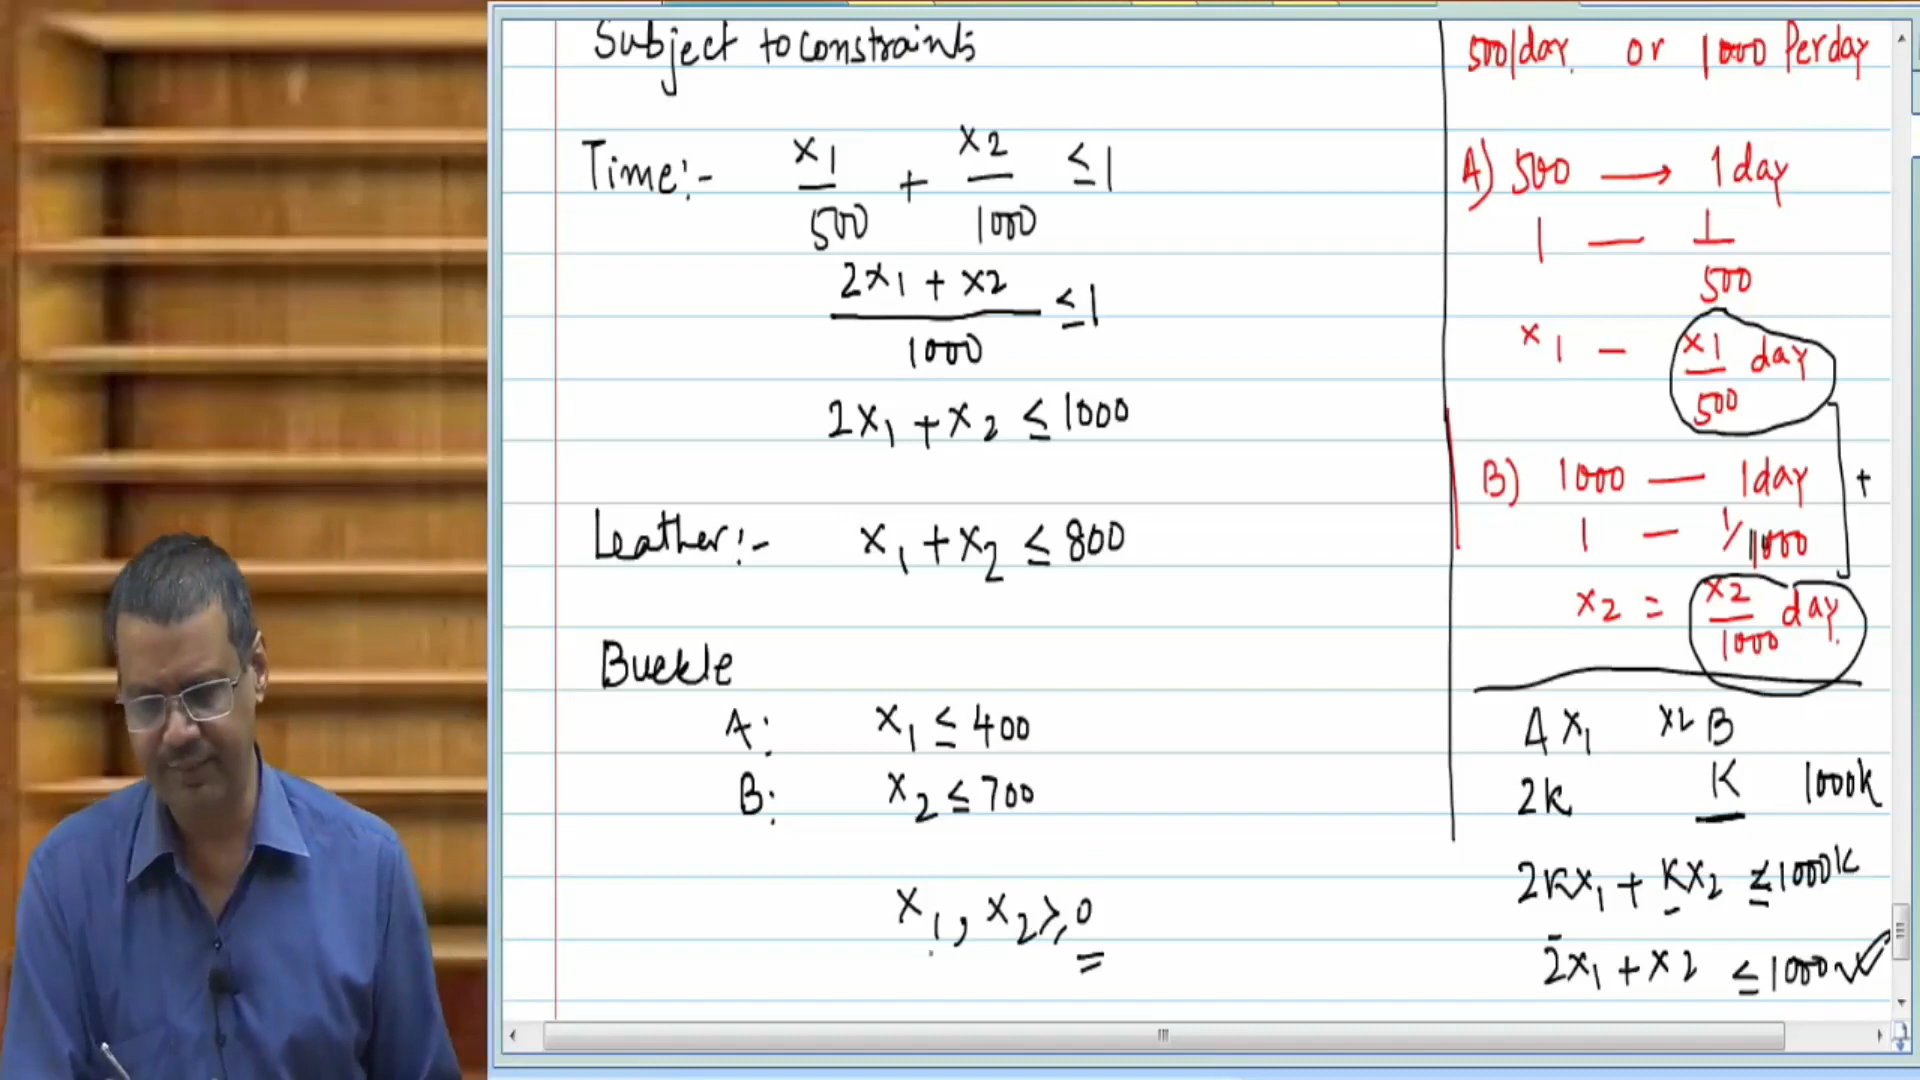 Subject to constraints
Time:- x1/500 + x2/1000 ≤ 1
(2x1 + x2)/1000 ≤ 1
2x1 + x2 ≤ 1000
Leather:- x1 + x2 ≤ 800
Buckle
A: x1 ≤ 400
B: x2 ≤ 700
x1, x2 ≥ 0
500/day. or 1000 Per day
A) 500 → 1 day
1 — 1/500
x1 — x1/500 day
B) 1000 — 1 day +
1 — 1/1000
x2 = x2/1000 day.
A x1 x2 B
2K K 1000K
2Kx1 + Kx2 ≤ 1000K
2x1 + x2 ≤ 1000 ✓